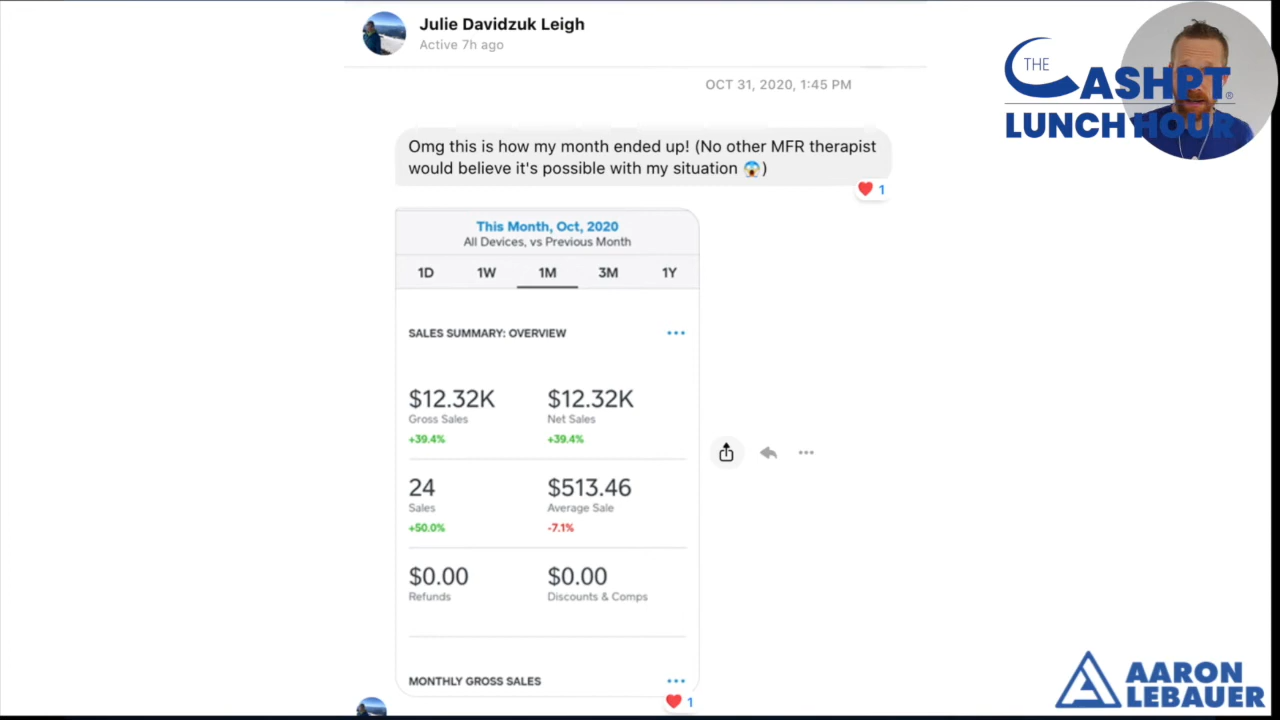 Julie Davidzuk Leigh
Active 7h ago
THE
CASHPT®
LUNCH HOUR
OCT 31, 2020, 1:45 PM
Omg this is how my month ended up! (No other MFR therapist
would believe it's possible with my situation 😱)
❤️ 1
This Month, Oct, 2020
All Devices, vs Previous Month
1D 1W 1M 3M 1Y
SALES SUMMARY: OVERVIEW
$12.32K $12.32K
Gross Sales Net Sales
+39.4% +39.4%
24 $513.46
Sales Average Sale
+50.0% -7.1%
$0.00 $0.00
Refunds Discounts & Comps
MONTHLY GROSS SALES
❤️ 1
AARON
LEBAUER